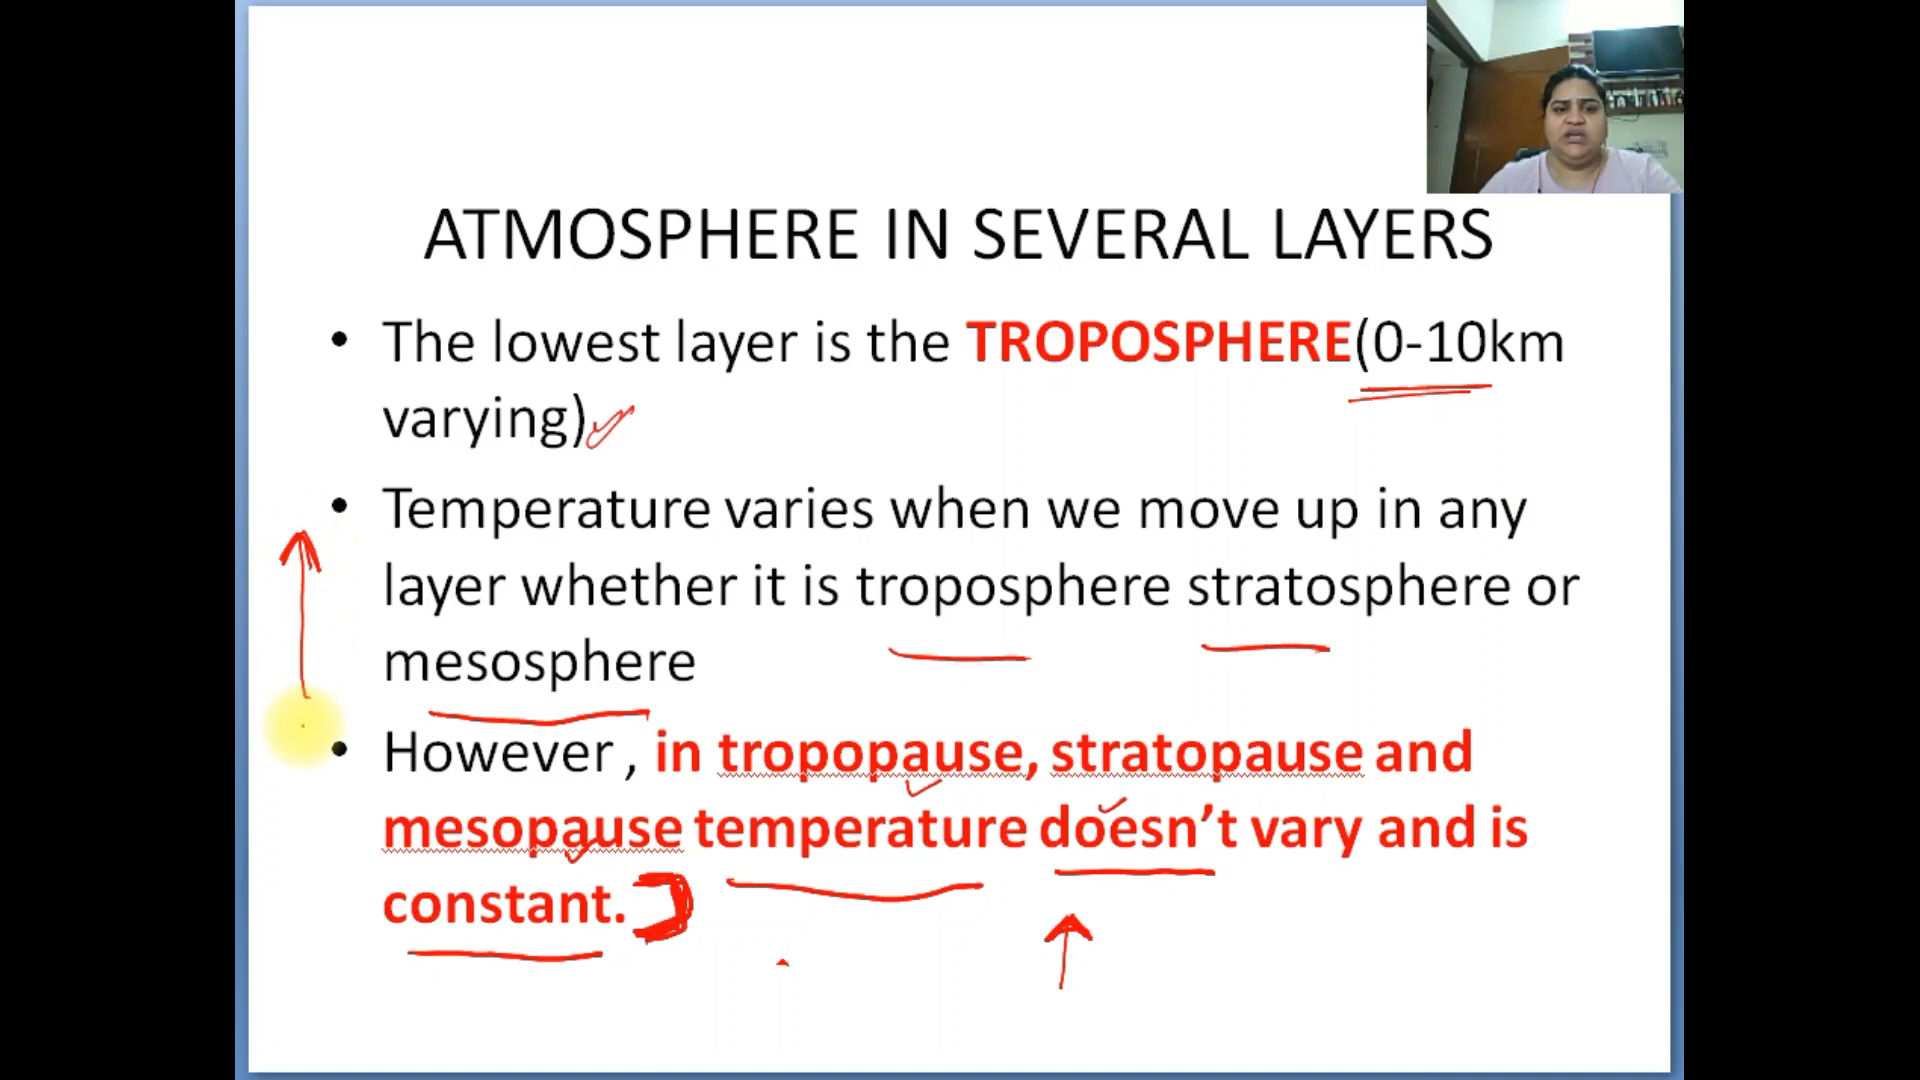 ATMOSPHERE IN SEVERAL LAYERS
• The lowest layer is the TROPOSPHERE(0-10km
varying)
• Temperature varies when we move up in any
layer whether it is troposphere stratosphere or
mesosphere
• However , in tropopause, stratopause and
mesopause temperature doesn’t vary and is
constant.